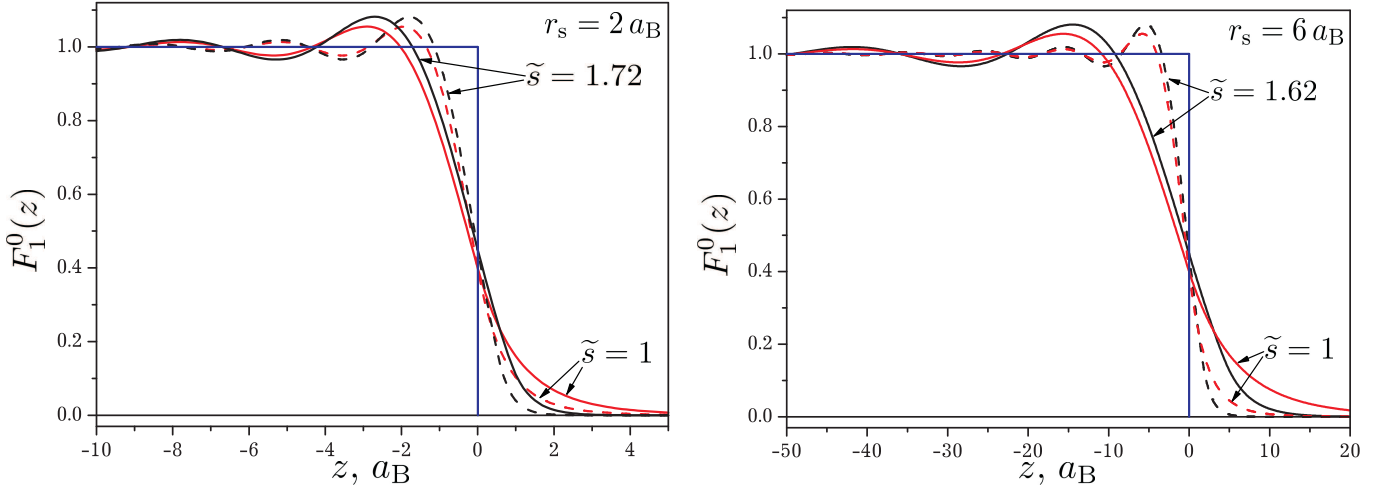 r_s = 2 a_B
s̃ = 1.72
s̃ = 1
F_1^0(z)
1.0
0.8
0.6
0.4
0.2
0.0
-10 -8 -6 -4 -2 0 2 4
z, a_B
r_s = 6 a_B
s̃ = 1.62
s̃ = 1
F_1^0(z)
1.0
0.8
0.6
0.4
0.2
0.0
-50 -40 -30 -20 -10 0 10 20
z, a_B